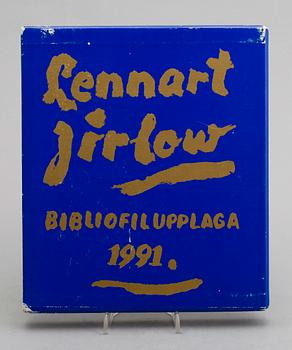 Lennart
Jirlow
BIBLIOFILUPPLAGA
1991.